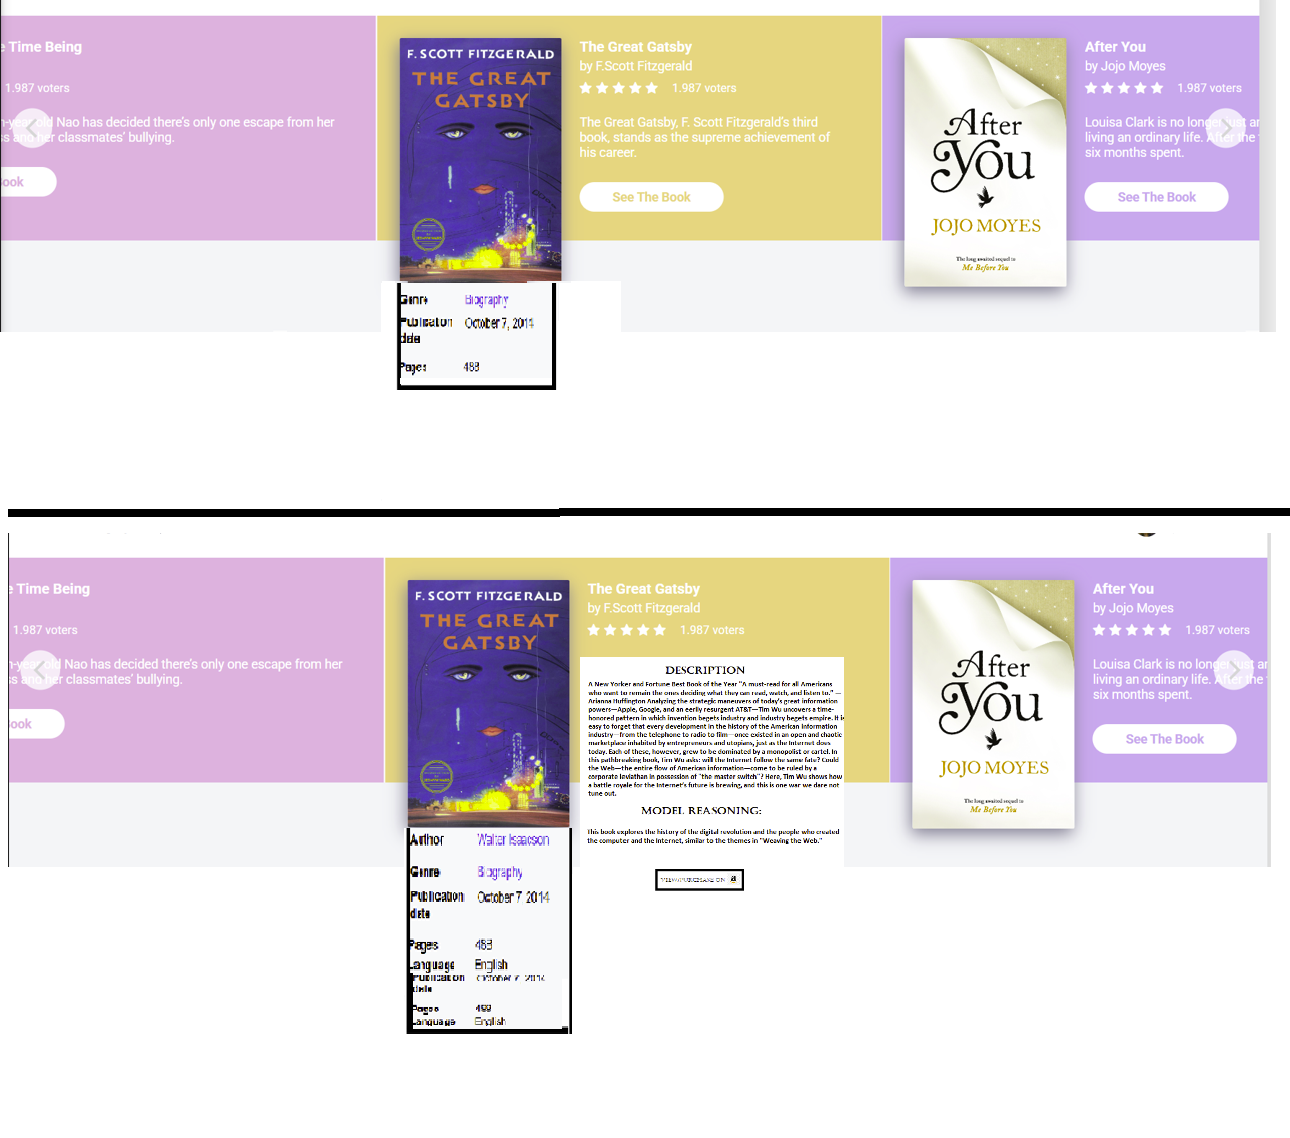 e Time Being
1.987 voters
n-year-old Nao has decided there's only one escape from her
ss and her classmates' bullying.
Book
F. SCOTT FITZGERALD
THE GREAT
GATSBY
The Great Gatsby
by F.Scott Fitzgerald
1.987 voters
The Great Gatsby, F. Scott Fitzgerald's third
book, stands as the supreme achievement of
his career.
See The Book
After
You
JOJO MOYES
The long awaited sequel to
Me Before You
After You
by Jojo Moyes
1.987 voters
Louisa Clark is no longer just an
living an ordinary life. After the
six months spent.
See The Book
Genre Biography
Publication October 7, 2014
date
Pages 488
e Time Being
1.987 voters
n-year-old Nao has decided there's only one escape from her
ss and her classmates' bullying.
ook
F. SCOTT FITZGERALD
THE GREAT
GATSBY
The Great Gatsby
by F.Scott Fitzgerald
1.987 voters
DESCRIPTION
A New Yorker and Fortune Best Book of the Year "A must-read for all Americans
who want to remain the ones deciding what they can read, watch, and listen to." —
Arianna Huffington Analyzing the strategic maneuvers of today's great information
powers—Apple, Google, and an eerily resurgent AT&T—Tim Wu uncovers a time-
honored pattern in which invention begets industry and industry begets empire. It is
easy to forget that every development in the history of the American information
industry—from the telephone to radio to film—once existed in an open and chaotic
marketplace inhabited by entrepreneurs and utopians, just as the Internet does
today. Each of these, however, grew to be dominated by a monopolist or cartel. In
this pathbreaking book, Tim Wu asks: will the Internet follow the same fate? Could
the Web—the entire flow of American information—come to be ruled by a
corporate leviathan in possession of "the master switch"? Here, Tim Wu shows how
a battle royale for the Internet's future is brewing, and this is one war we dare not
tune out.
MODEL REASONING:
This book explores the history of the digital revolution and the people who created
the computer and the Internet, similar to the themes in "Weaving the Web."
VIEW/PURCHASE ON
After
You
JOJO MOYES
The long awaited sequel to
Me Before You
After You
by Jojo Moyes
1.987 voters
Louisa Clark is no longer just an
living an ordinary life. After the
six months spent.
See The Book
Author Walter Isaacson
Genre Biography
Publication October 7 2014
date
Pages 488
Language English
Publication October 7, 2014
date
Pages 488
Language English